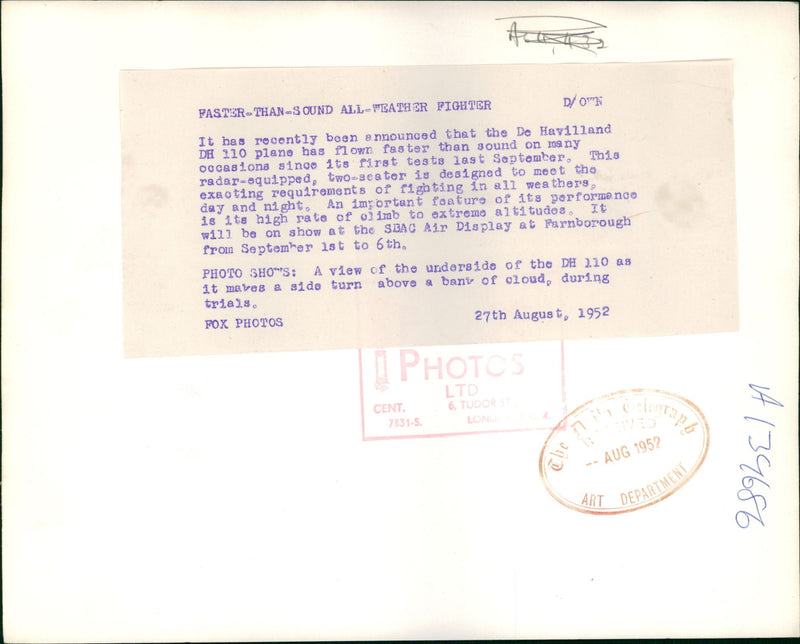 FASTER-THAN-SOUND ALL-WEATHER FIGHTER D/OWN
It has recently been announced that the De Havilland
DH 110 plane has flown faster than sound on many
occasions since its first tests last September. This
radar-equipped, two-seater is designed to meet the
exacting requirements of fighting in all weathers,
day and night. An important feature of its performance
is its high rate of climb to extreme altitudes. It
will be on show at the SBAC Air Display at Farnborough
from September 1st to 6th.
PHOTO SHOWS: A view of the underside of the DH 110 as
it makes a side turn above a bank of cloud, during
trials.
FOX PHOTOS 27th August, 1952
PHOTOS
LTD
CENT. 6, TUDOR ST.
7831-5.
The Telegraph
-- AUG 1952
ART DEPARTMENT